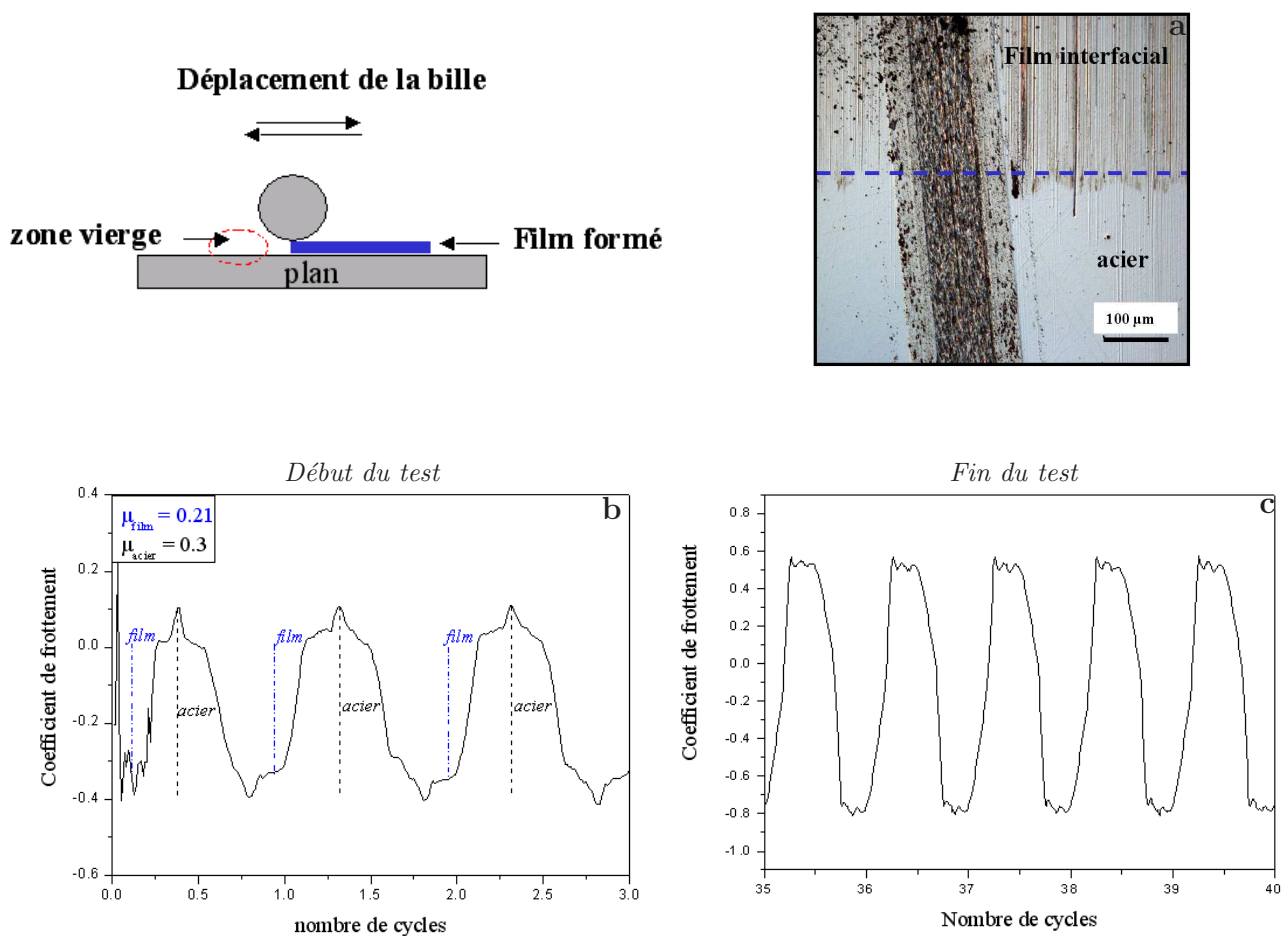 Déplacement de la bille
zone vierge
Film formé
plan
a
Film interfacial
acier
100 µm
Début du test
b
μfilm = 0.21
μacier = 0.3
film
film
film
acier
acier
acier
0.4
0.2
0.0
-0.2
-0.4
-0.6
Coefficient de frottement
0.0 0.5 1.0 1.5 2.0 2.5 3.0
nombre de cycles
Fin du test
c
0.8
0.6
0.4
0.2
0.0
-0.2
-0.4
-0.6
-0.8
-1.0
Coefficient de frottement
35 36 37 38 39 40
Nombre de cycles